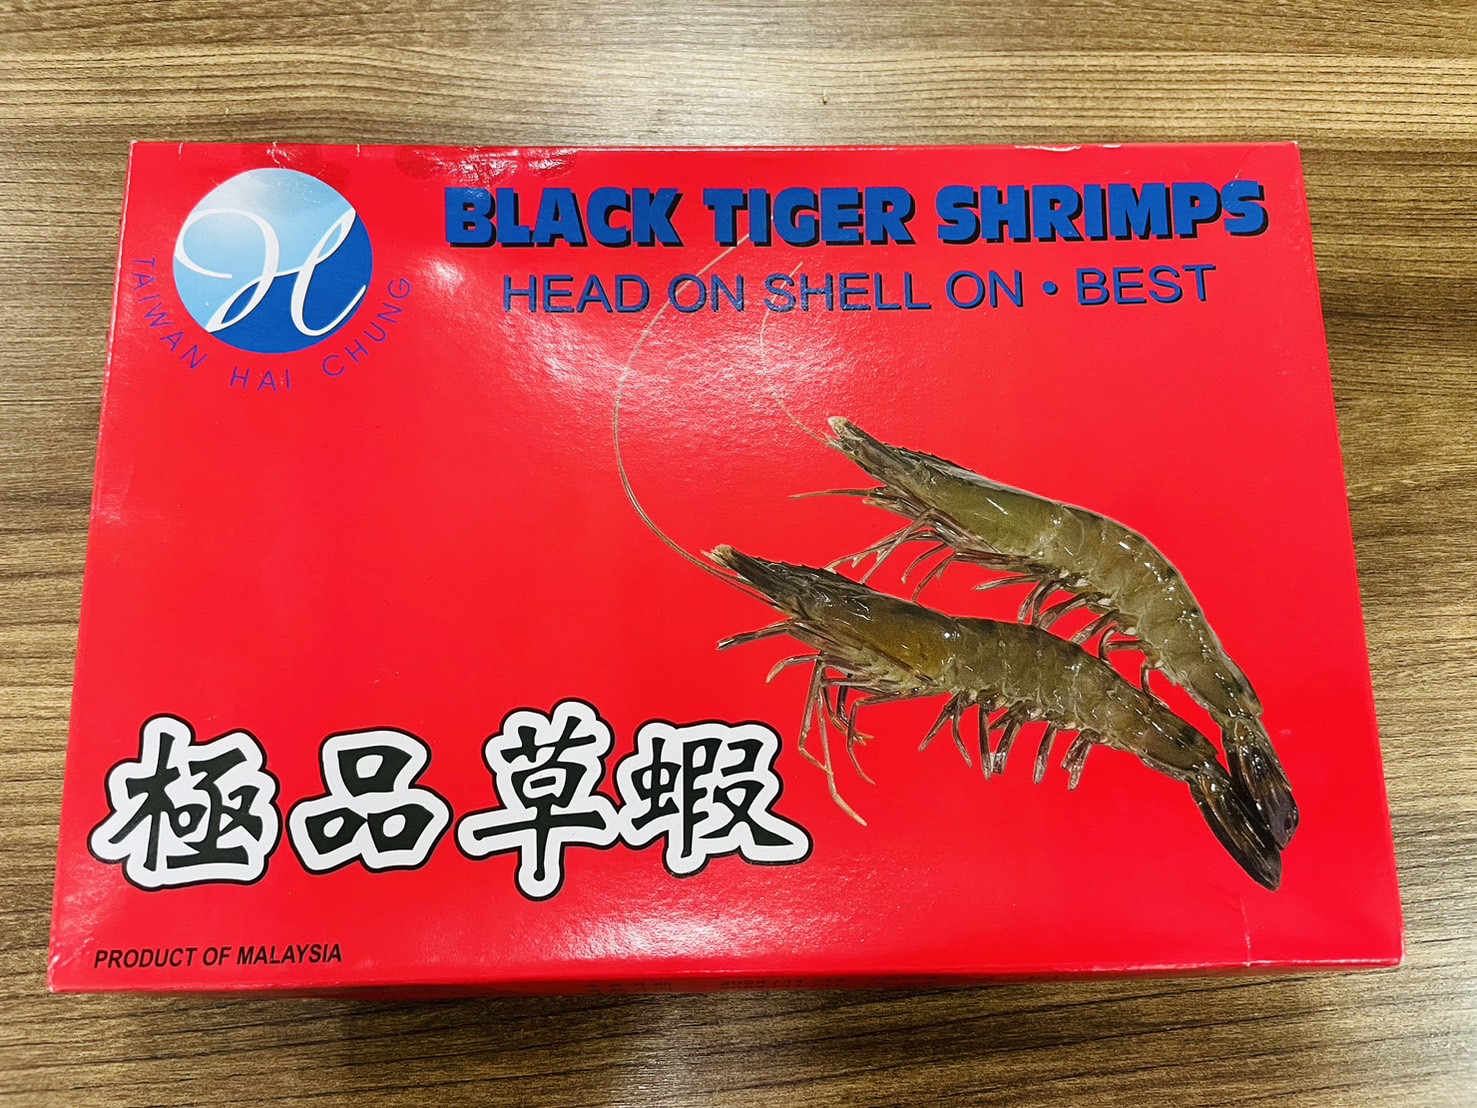 H
TAIWAN HAI CHUNG
BLACK TIGER SHRIMPS
HEAD ON SHELL ON • BEST
極品草蝦
PRODUCT OF MALAYSIA